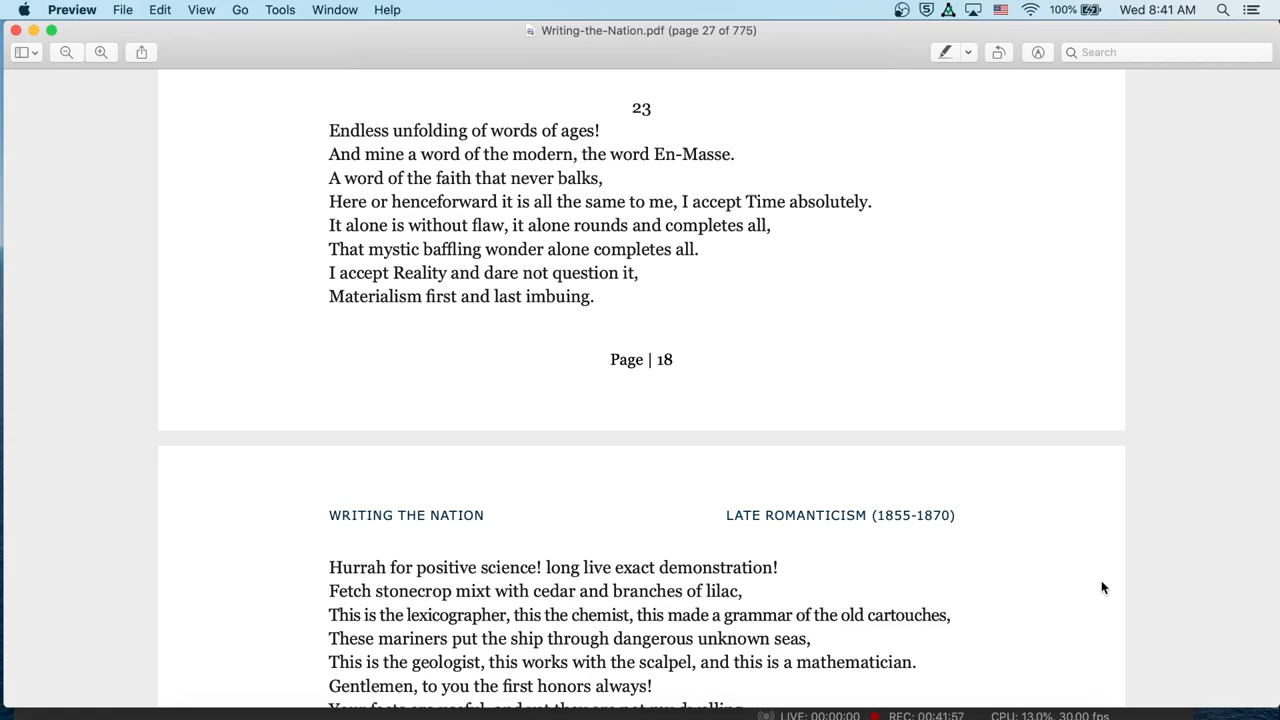 Preview File Edit View Go Tools Window Help 100% Wed 8:41 AM
Writing-the-Nation.pdf (page 27 of 775)
Search
23
Endless unfolding of words of ages!
And mine a word of the modern, the word En-Masse.
A word of the faith that never balks,
Here or henceforward it is all the same to me, I accept Time absolutely.
It alone is without flaw, it alone rounds and completes all,
That mystic baffling wonder alone completes all.
I accept Reality and dare not question it,
Materialism first and last imbuing.
Page | 18
WRITING THE NATION LATE ROMANTICISM (1855-1870)
Hurrah for positive science! long live exact demonstration!
Fetch stonecrop mixt with cedar and branches of lilac,
This is the lexicographer, this the chemist, this made a grammar of the old cartouches,
These mariners put the ship through dangerous unknown seas,
This is the geologist, this works with the scalpel, and this is a mathematician.
Gentlemen, to you the first honors always!
LIVE: 00:00:00 REC: 00:41:57 CPU: 13.0%, 30.00 fps